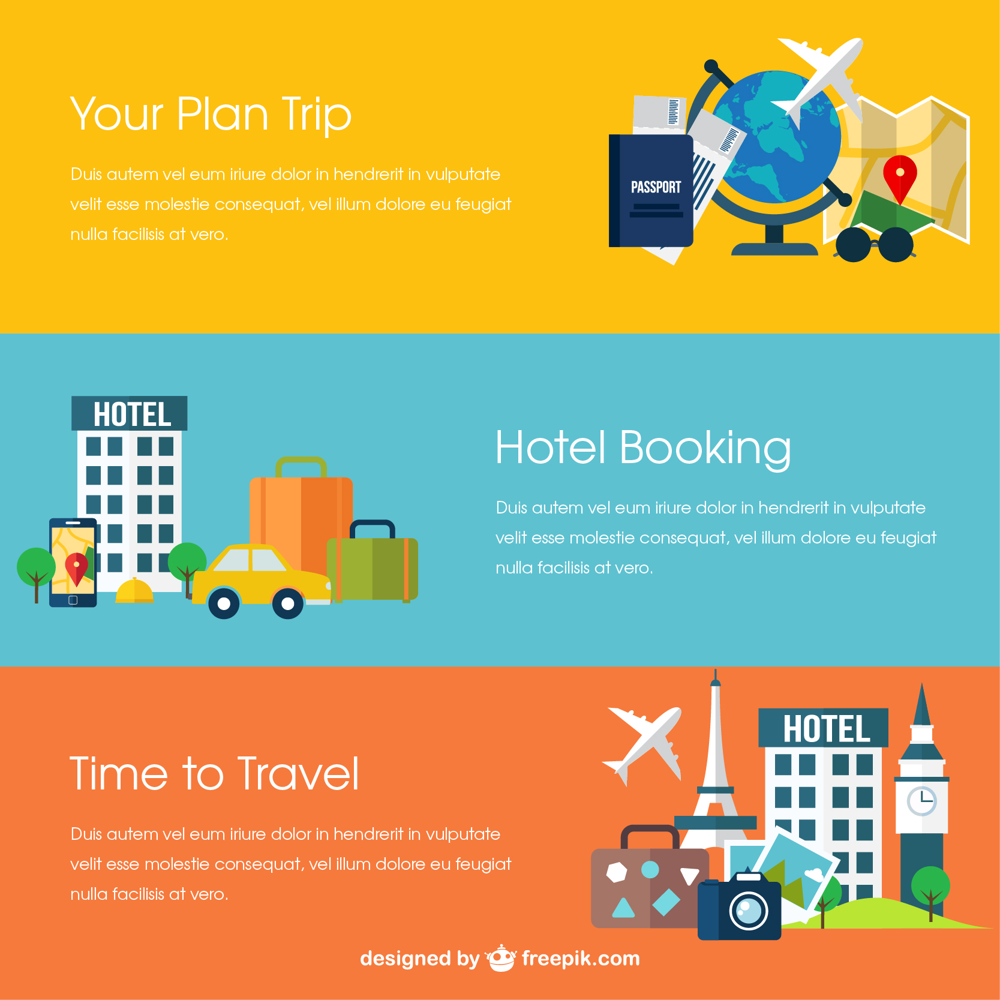 Your Plan Trip
Duis autem vel eum iriure dolor in hendrerit in vulputate
velit esse molestie consequat, vel illum dolore eu feugiat
nulla facilisis at vero.
PASSPORT
HOTEL
Hotel Booking
Duis autem vel eum iriure dolor in hendrerit in vulputate
velit esse molestie consequat, vel illum dolore eu feugiat
nulla facilisis at vero.
HOTEL
Time to Travel
Duis autem vel eum iriure dolor in hendrerit in vulputate
velit esse molestie consequat, vel illum dolore eu feugiat
nulla facilisis at vero.
designed by freepik.com